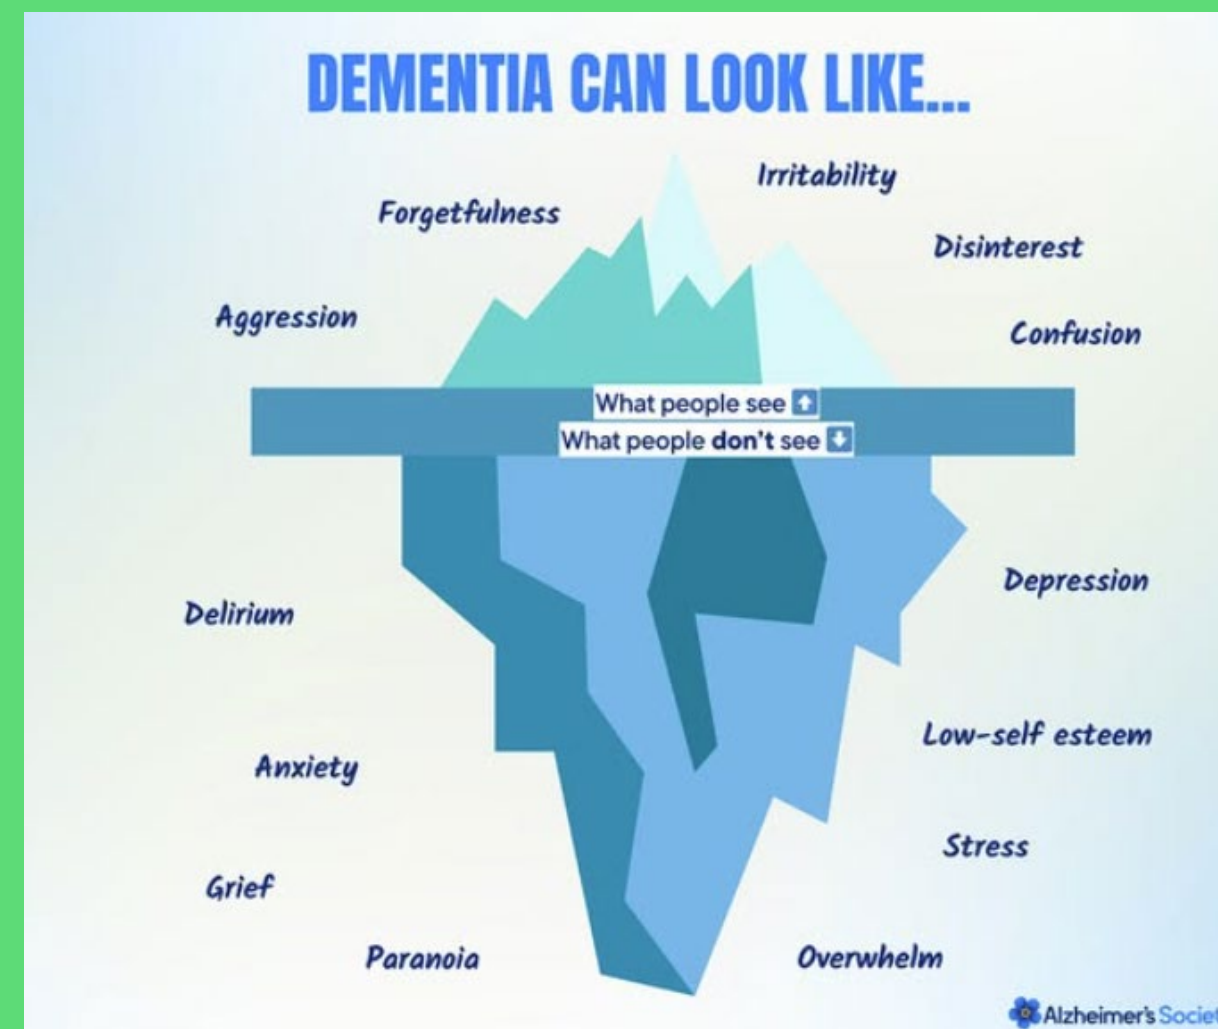 DEMENTIA CAN LOOK LIKE...
Irritability
Forgetfulness
Disinterest
Aggression
Confusion
What people see ⬆
What people don't see ⬇
Depression
Delirium
Low-self esteem
Anxiety
Stress
Grief
Paranoia
Overwhelm
Alzheimer's Societ